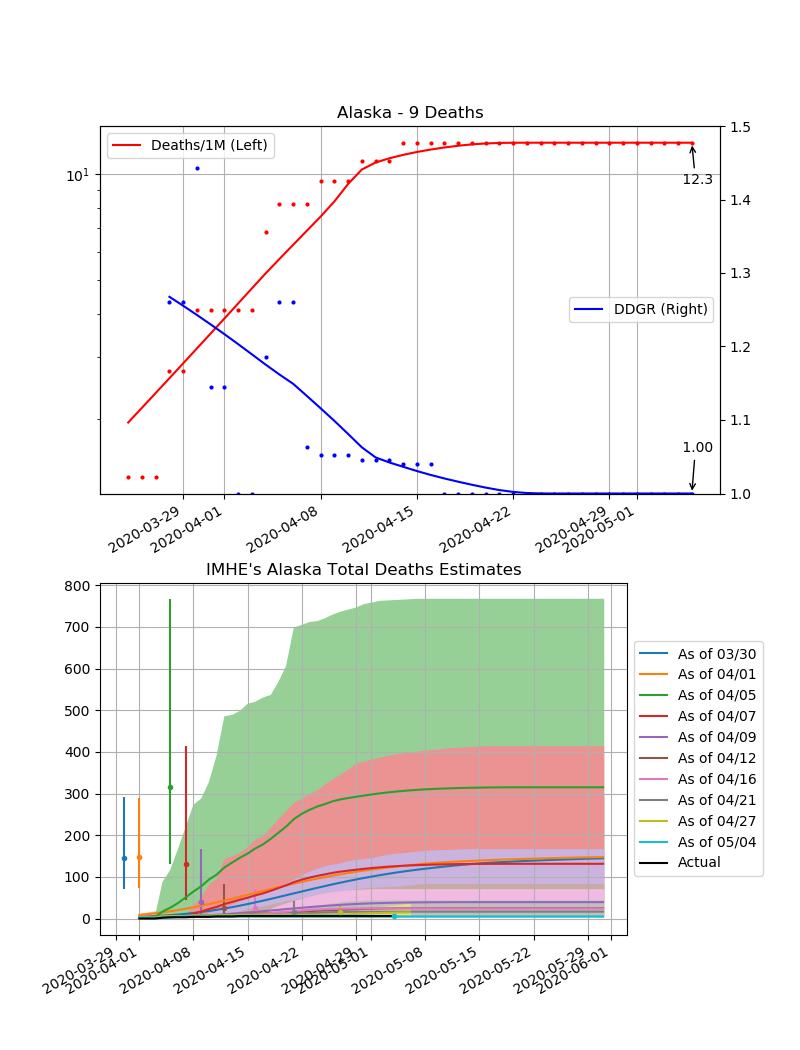 Alaska - 9 Deaths
Deaths/1M (Left)
10¹
1.5
1.4
1.3
1.2
1.1
1.0
12.3
DDGR (Right)
1.00
2020-03-29
2020-04-01
2020-04-08
2020-04-15
2020-04-22
2020-04-29
2020-05-01
IMHE's Alaska Total Deaths Estimates
800
700
600
500
400
300
200
100
0
As of 03/30
As of 04/01
As of 04/05
As of 04/07
As of 04/09
As of 04/12
As of 04/16
As of 04/21
As of 04/27
As of 05/04
Actual
2020-03-29
2020-04-01
2020-04-08
2020-04-15
2020-04-22
2020-04-29
2020-05-01
2020-05-08
2020-05-15
2020-05-22
2020-05-29
2020-06-01